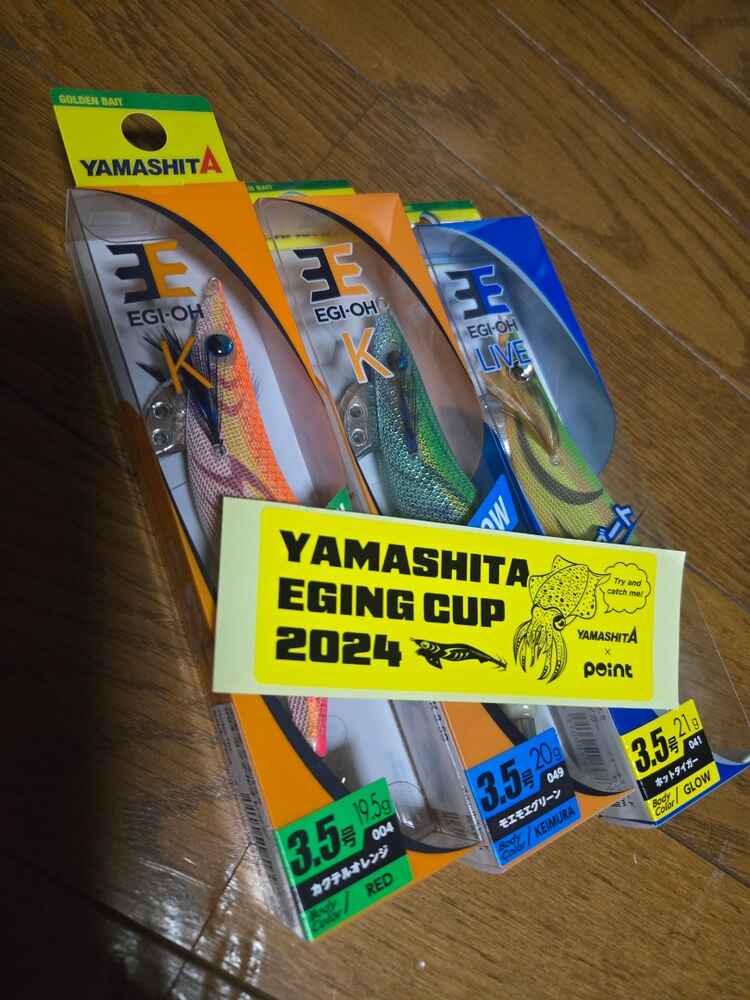 GOLDEN BAIT
YAMASHITA
EGI-OH
K
EGI-OH
K
EGI-OH
LIVE
YAMASHITA
EGING CUP
2024
Try and
catch me!
YAMASHITA
×
point
3.5号 19.5g
004
カクテルオレンジ
Body
Color / RED
3.5号 20g
049
モエモエグリーン
Body
Color / KEIMURA
3.5号 21g
041
ホットタイガー
Body
Color / GLOW